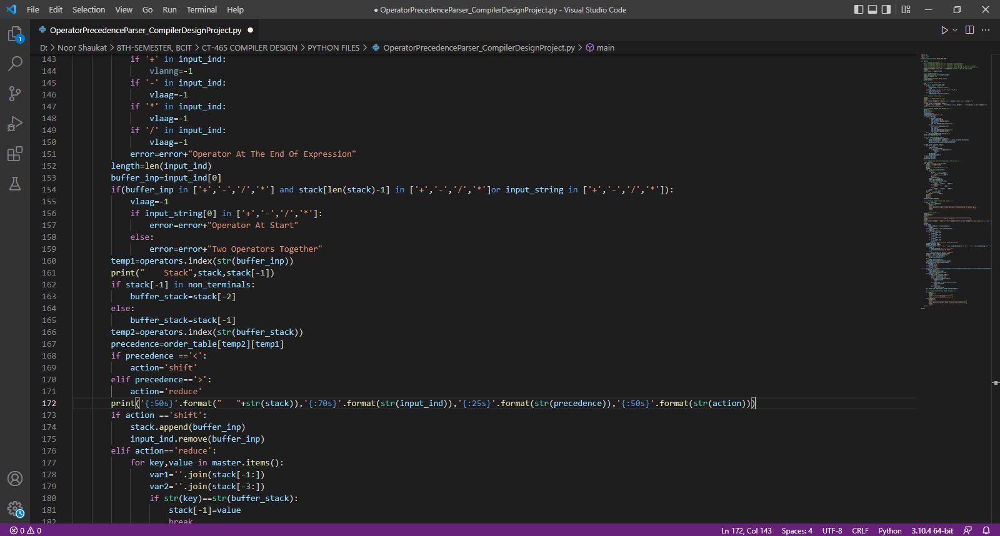 File Edit Selection View Go Run Terminal Help
● OperatorPrecedenceParser_CompilerDesignProject.py - Visual Studio Code
OperatorPrecedenceParser_CompilerDesignProject.py ●
D: > Noor Shaukat > 8TH-SEMESTER, BCIT > CT-465 COMPILER DESIGN > PYTHON FILES > OperatorPrecedenceParser_CompilerDesignProject.py > main
1
143 if '+' in input_ind:
144 vlanng=-1
145 if '-' in input_ind:
146 vlaag=-1
147 if '*' in input_ind:
148 vlaag=-1
149 if '/' in input_ind:
150 vlaag=-1
151 error=error+"Operator At The End Of Expression"
152 length=len(input_ind)
153 buffer_inp=input_ind[0]
154 if(buffer_inp in ['+','-','/','*'] and stack[len(stack)-1] in ['+','-','/','*']or input_string in ['+','-','/','*']):
155 vlaag=-1
156 if input_string[0] in ['+','-','/','*']:
157 error=error+"Operator At Start"
158 else:
159 error=error+"Two Operators Together"
160 temp1=operators.index(str(buffer_inp))
161 print("    Stack",stack,stack[-1])
162 if stack[-1] in non_terminals:
163 buffer_stack=stack[-2]
164 else:
165 buffer_stack=stack[-1]
166 temp2=operators.index(str(buffer_stack))
167 precedence=order_table[temp2][temp1]
168 if precedence =='<':
169 action='shift'
170 elif precedence=='>':
171 action='reduce'
172 print('{:50s}'.format("   "+str(stack)),'{:70s}'.format(str(input_ind)),'{:25s}'.format(str(precedence)),'{:50s}'.format(str(action)))
173 if action =='shift':
174 stack.append(buffer_inp)
175 input_ind.remove(buffer_inp)
176 elif action=='reduce':
177 for key,value in master.items():
178 var1=''.join(stack[-1:])
179 var2=''.join(stack[-3:])
180 if str(key)==str(buffer_stack):
181 stack[-1]=value
182 break
0 0 Ln 172, Col 143 Spaces: 4 UTF-8 CRLF Python 3.10.4 64-bit